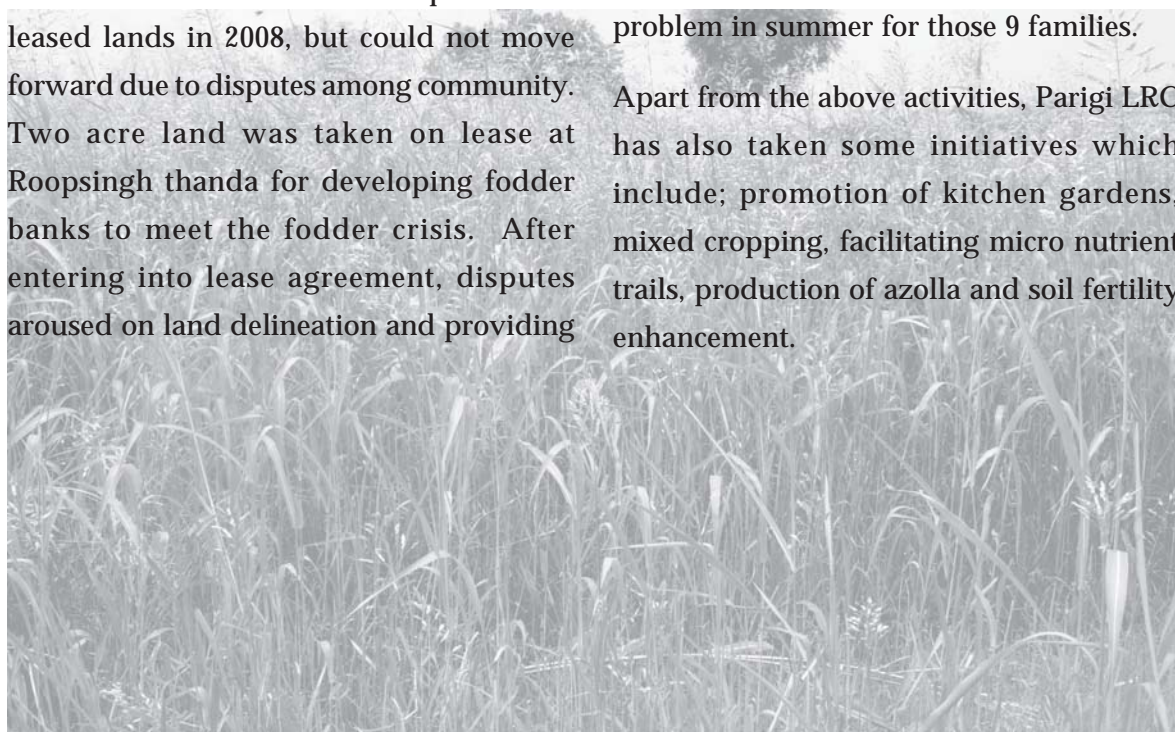 leased lands in 2008, but could not move
forward due to disputes among community.
Two acre land was taken on lease at
Roopsingh thanda for developing fodder
banks to meet the fodder crisis. After
entering into lease agreement, disputes
aroused on land delineation and providing
problem in summer for those 9 families.
Apart from the above activities, Parigi LRC
has also taken some initiatives which
include; promotion of kitchen gardens,
mixed cropping, facilitating micro nutrient
trails, production of azolla and soil fertility
enhancement.